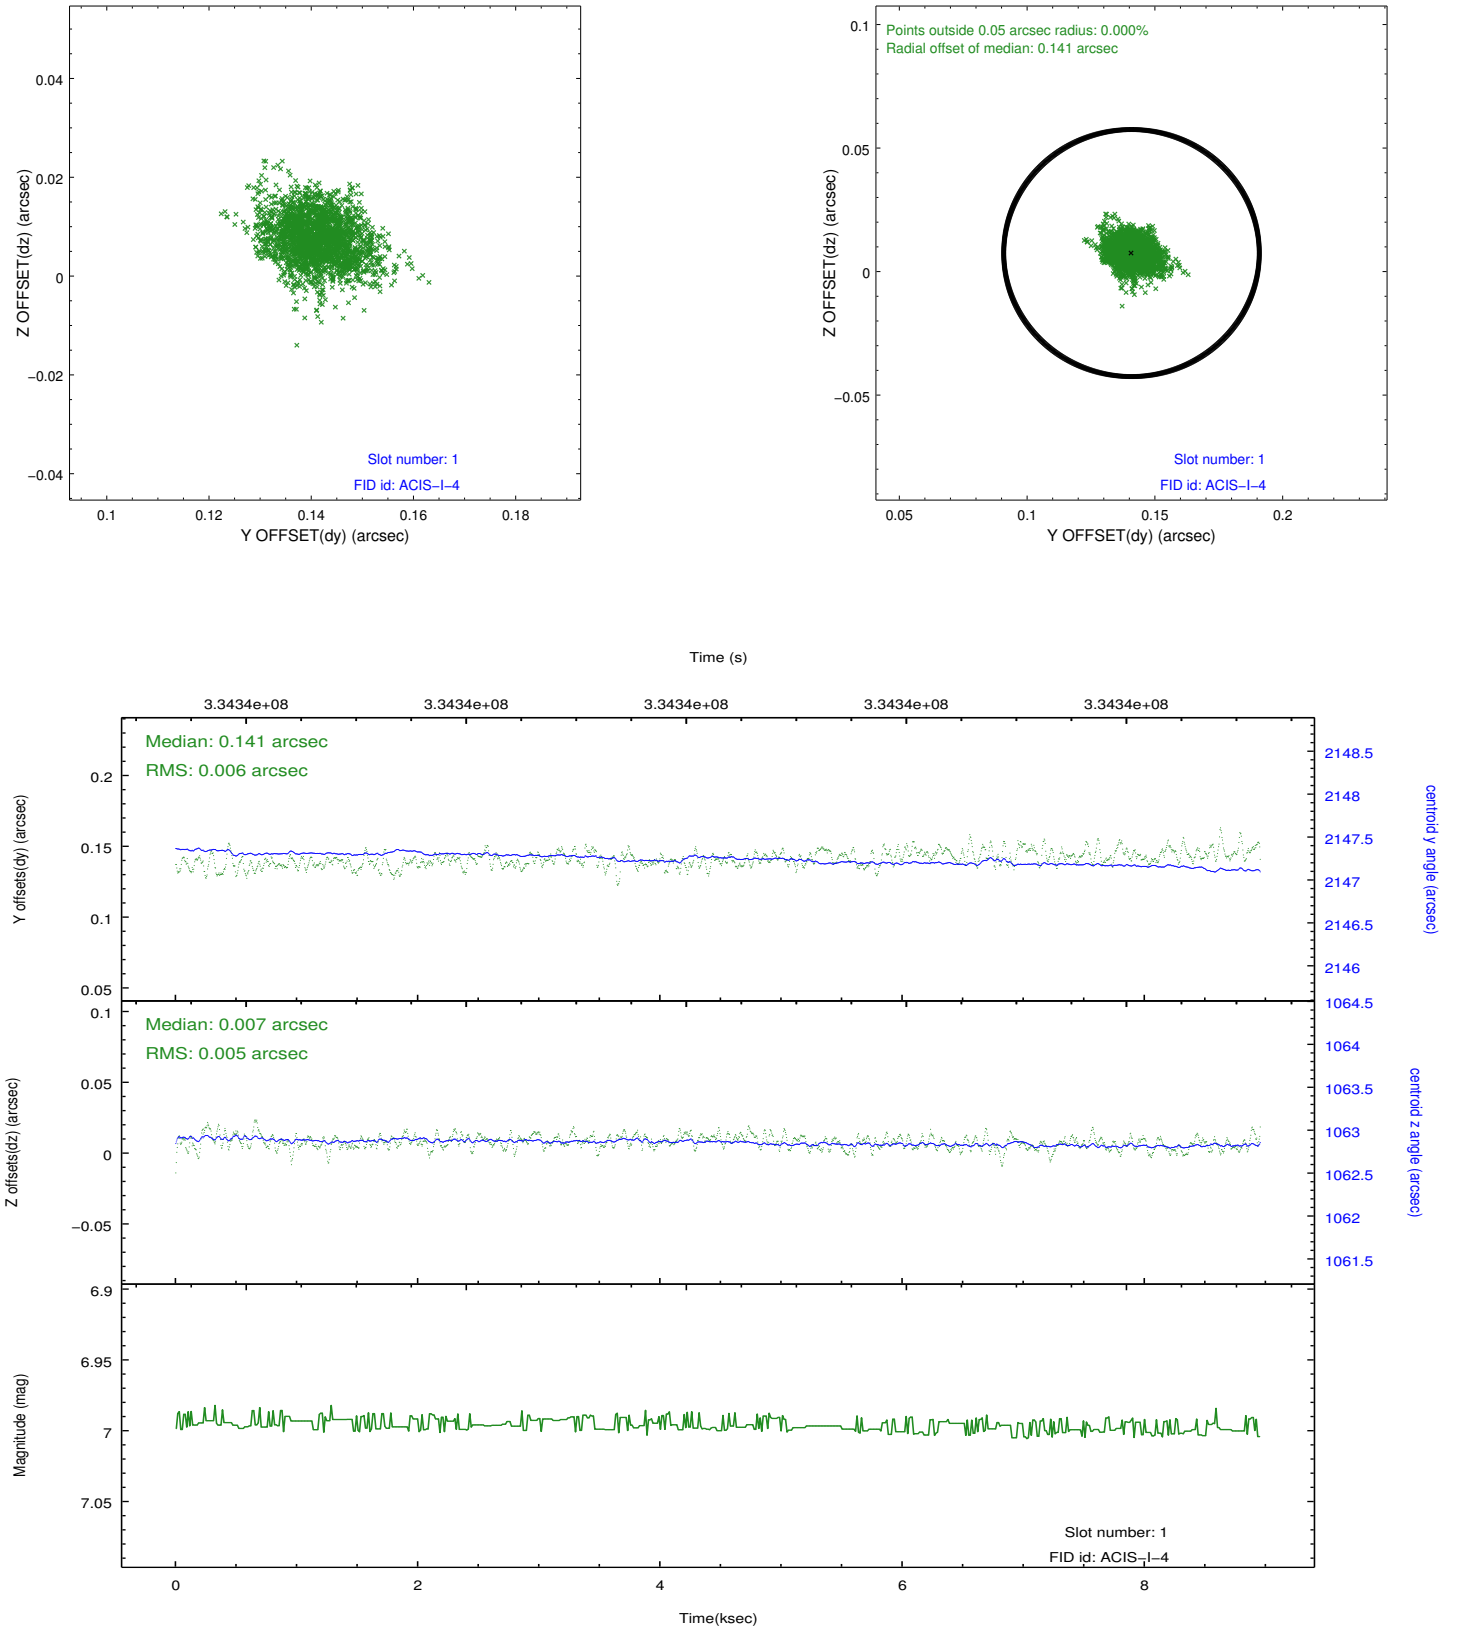 0.04
0.02
0
−0.02
−0.04
Z OFFSET(dz) (arcsec)
Slot number: 1
FID id: ACIS−I−4
0.1 0.12 0.14 0.16 0.18
Y OFFSET(dy) (arcsec)
Points outside 0.05 arcsec radius: 0.000%
Radial offset of median: 0.141 arcsec
0.1
0.05
0
−0.05
Z OFFSET(dz) (arcsec)
Slot number: 1
FID id: ACIS−I−4
0.05 0.1 0.15 0.2
Y OFFSET(dy) (arcsec)
Time (s)
3.3434e+08 3.3434e+08 3.3434e+08 3.3434e+08 3.3434e+08
Median: 0.141 arcsec
RMS: 0.006 arcsec
0.2
0.15
0.1
0.05
Y offsets(dy) (arcsec)
2148.5
2148
2147.5
2147
2146.5
2146
centroid y angle (arcsec)
Median: 0.007 arcsec
RMS: 0.005 arcsec
0.1
0.05
0
−0.05
Z offsets(dz) (arcsec)
1064.5
1064
1063.5
1063
1062.5
1062
1061.5
centroid z angle (arcsec)
6.9
6.95
7
7.05
Magnitude (mag)
Slot number: 1
FID id: ACIS−I−4
0 2 4 6 8
Time(ksec)